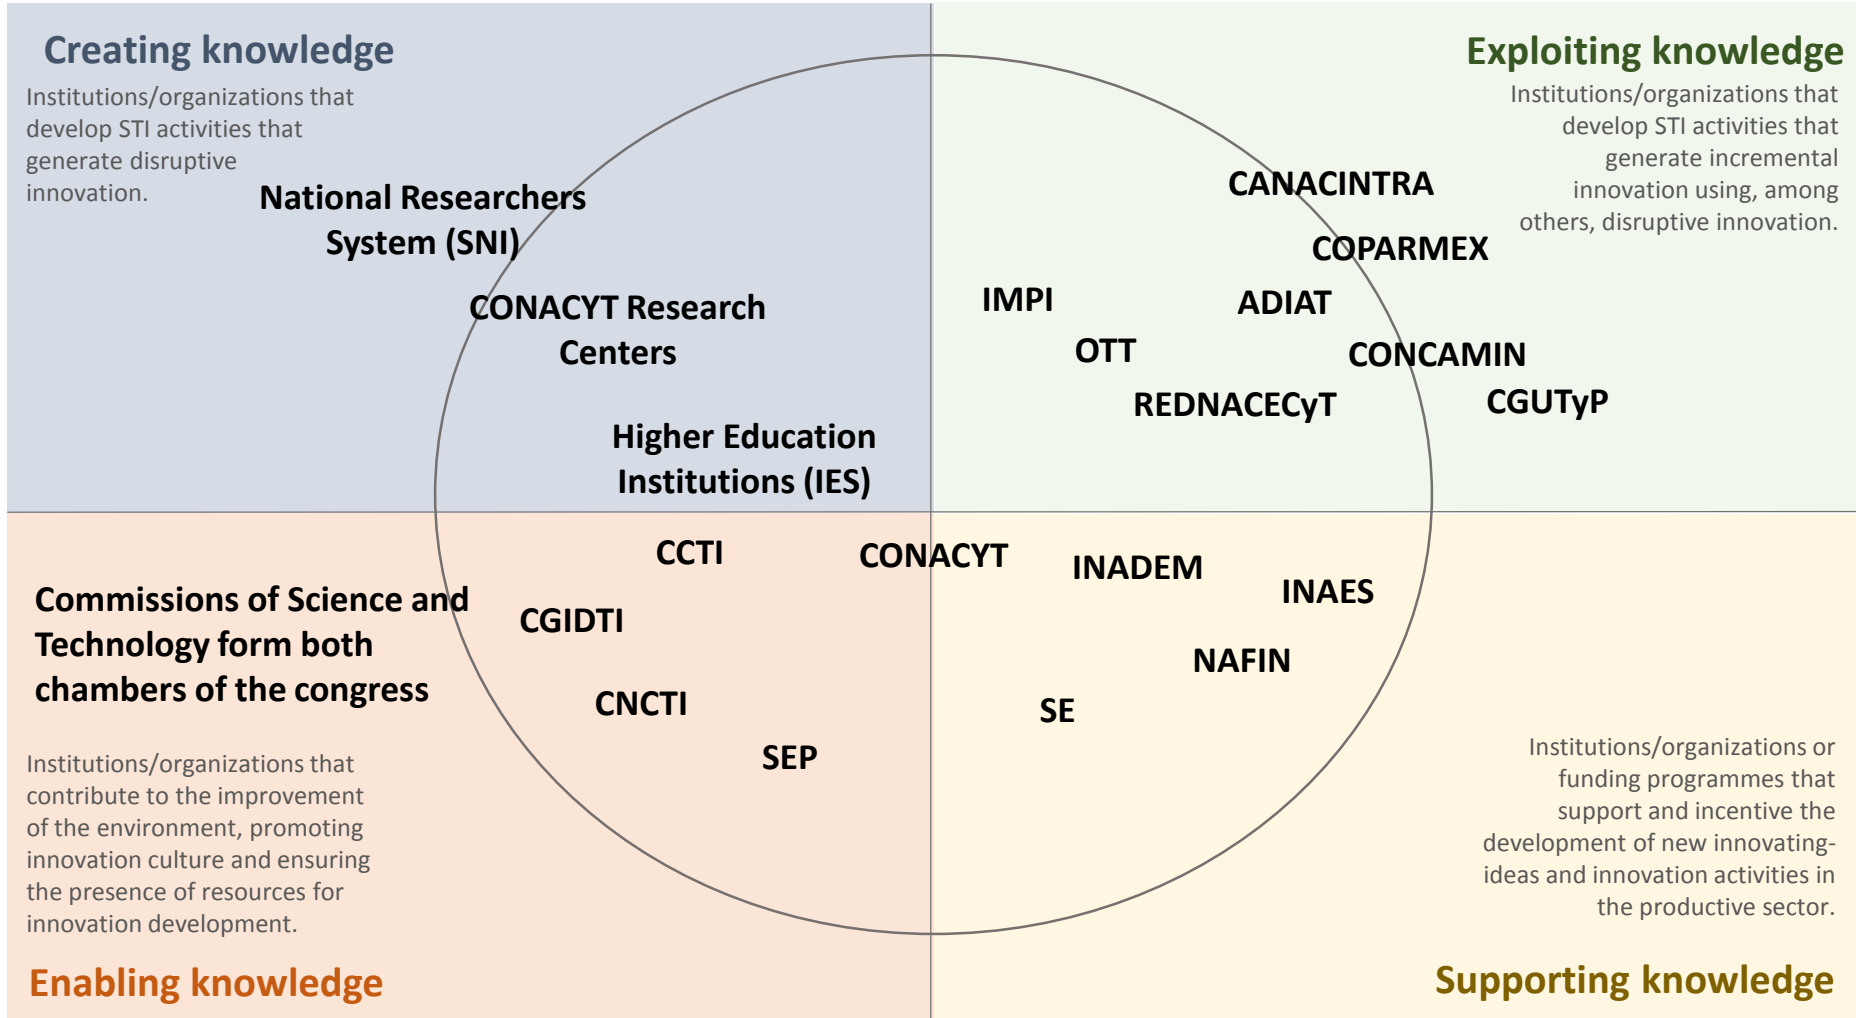 Creating knowledge
Institutions/organizations that
develop STI activities that
generate disruptive
innovation.
National Researchers
System (SNI)
CONACYT Research
Centers
Higher Education
Institutions (IES)
Exploiting knowledge
Institutions/organizations that
develop STI activities that
generate incremental
innovation using, among
others, disruptive innovation.
CANACINTRA
COPARMEX
IMPI
ADIAT
OTT
CONCAMIN
REDNACECyT
CGUTyP
CCTI
CONACYT
Commissions of Science and
Technology form both
chambers of the congress
CGIDTI
CNCTI
SEP
Institutions/organizations that
contribute to the improvement
of the environment, promoting
innovation culture and ensuring
the presence of resources for
innovation development.
Enabling knowledge
INADEM
INAES
NAFIN
SE
Institutions/organizations or
funding programmes that
support and incentive the
development of new innovating-
ideas and innovation activities in
the productive sector.
Supporting knowledge